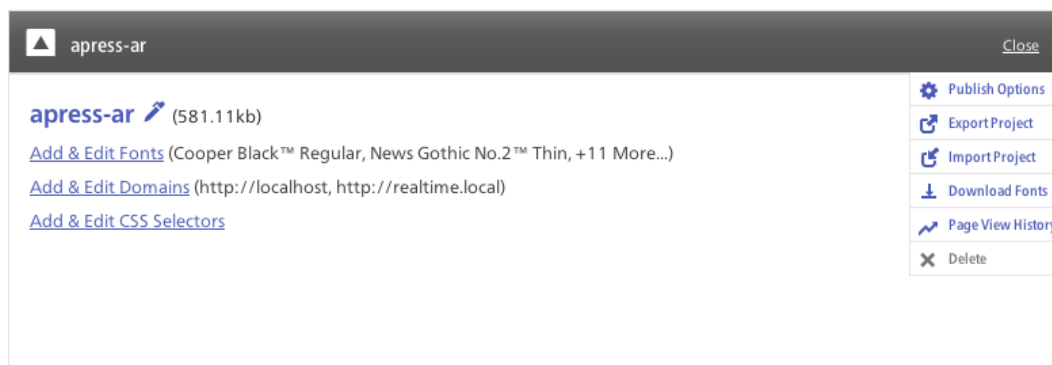 apress-ar
Close
apress-ar (581.11kb)
Add & Edit Fonts (Cooper Black™ Regular, News Gothic No.2™ Thin, +11 More...)
Add & Edit Domains (http://localhost, http://realtime.local)
Add & Edit CSS Selectors
Publish Options
Export Project
Import Project
Download Fonts
Page View History
Delete